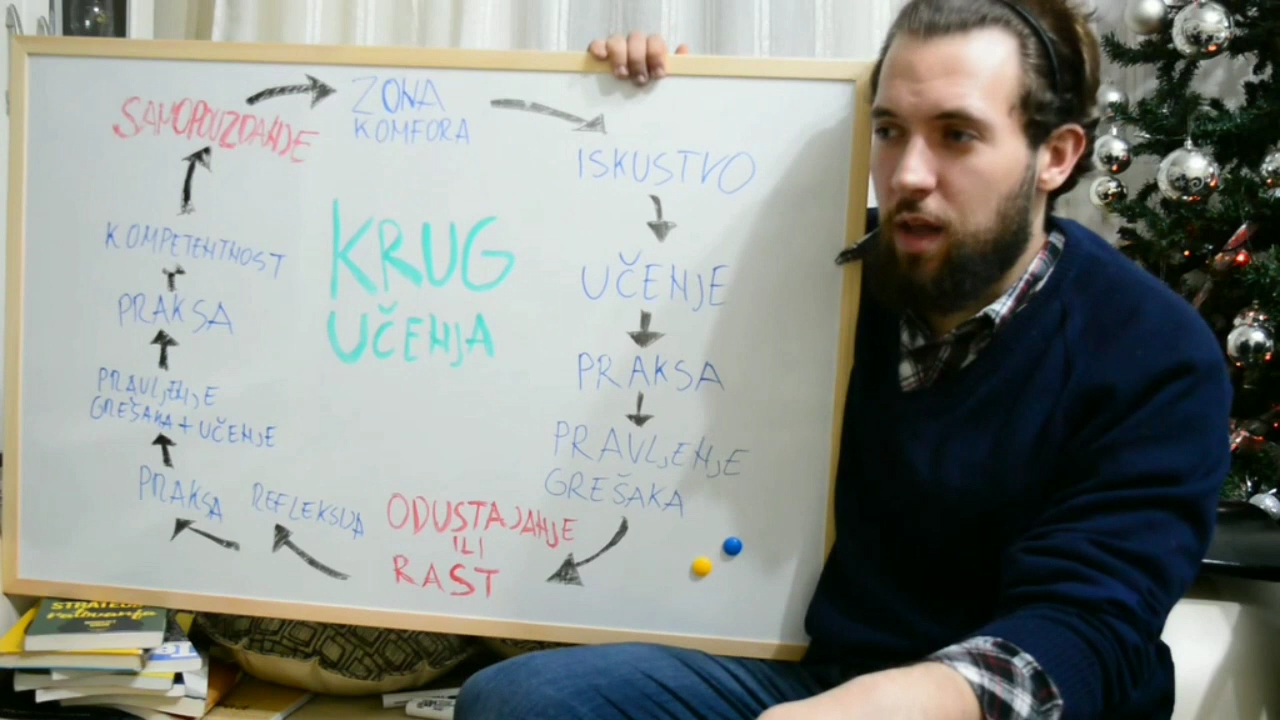 KRUG
UČENJA
ZONA
KOMFORA
ISKUSTVO
UČENJE
PRAKSA
PRAVLJENJE
GREŠAKA
ODUSTAJANJE
ILI
RAST
REFLEKSIJA
PRAKSA
PRAVLJENJE
GREŠAKA + UČENJE
PRAKSA
KOMPETENTNOST
SAMOPOUZDANJE